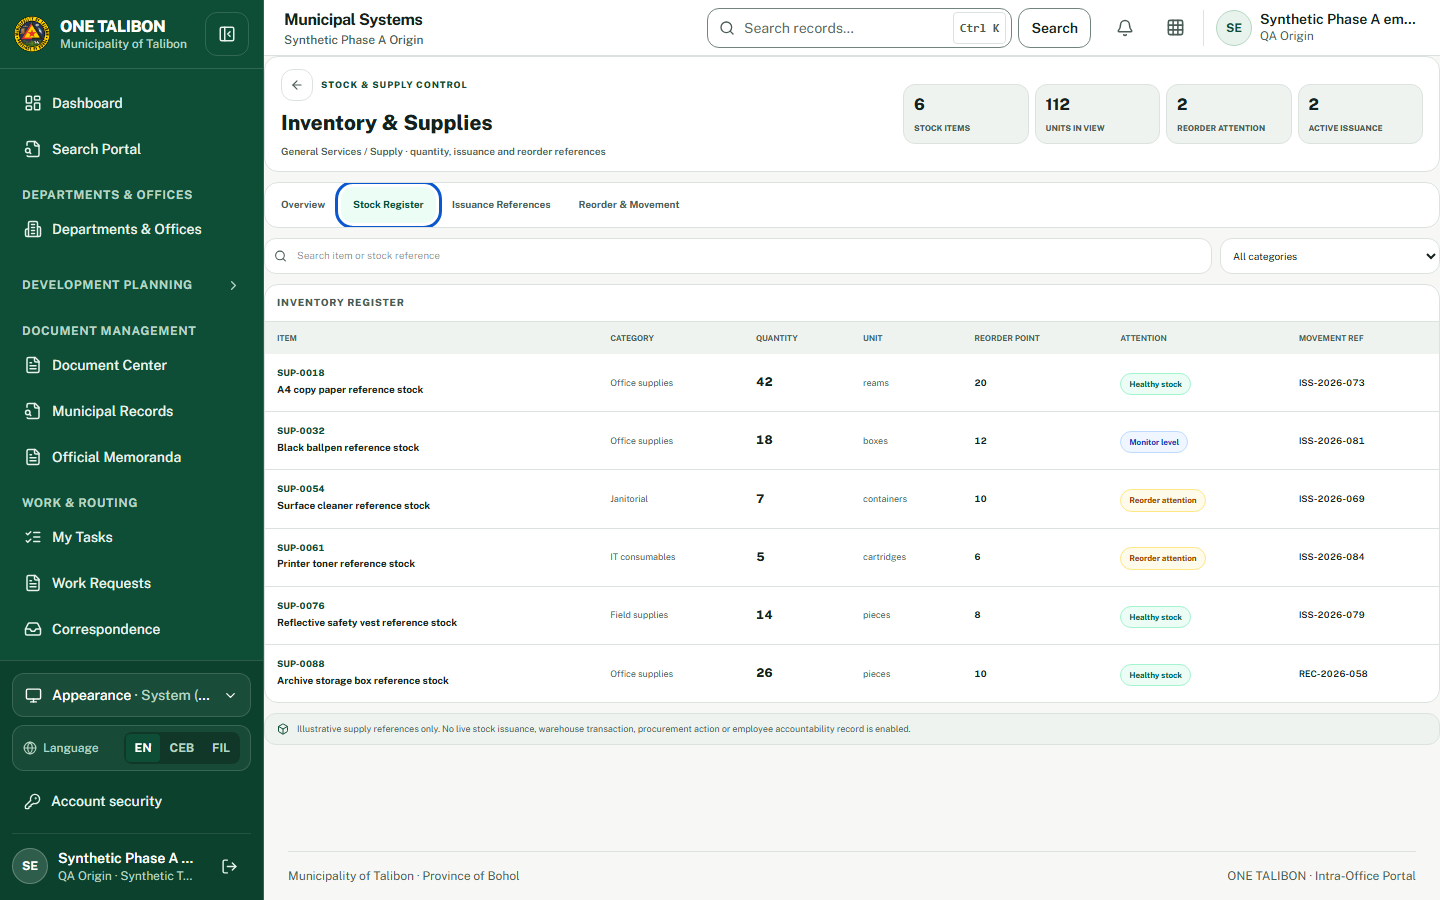 ONE TALIBON
Municipality of Talibon
Dashboard
Search Portal
DEPARTMENTS & OFFICES
Departments & Offices
DEVELOPMENT PLANNING
DOCUMENT MANAGEMENT
Document Center
Municipal Records
Official Memoranda
WORK & ROUTING
My Tasks
Work Requests
Correspondence
Appearance · System (...
Language EN CEB FIL
Account security
SE Synthetic Phase A ...
QA Origin · Synthetic T...
Municipal Systems
Synthetic Phase A Origin
Search records... Ctrl K Search
SE Synthetic Phase A em...
QA Origin
STOCK & SUPPLY CONTROL
Inventory & Supplies
General Services / Supply · quantity, issuance and reorder references
6
STOCK ITEMS
112
UNITS IN VIEW
2
REORDER ATTENTION
2
ACTIVE ISSUANCE
Overview Stock Register Issuance References Reorder & Movement
Search item or stock reference All categories
INVENTORY REGISTER
ITEM CATEGORY QUANTITY UNIT REORDER POINT ATTENTION MOVEMENT REF
SUP-0018
A4 copy paper reference stock Office supplies 42 reams 20 Healthy stock ISS-2026-073
SUP-0032
Black ballpen reference stock Office supplies 18 boxes 12 Monitor level ISS-2026-081
SUP-0054
Surface cleaner reference stock Janitorial 7 containers 10 Reorder attention ISS-2026-069
SUP-0061
Printer toner reference stock IT consumables 5 cartridges 6 Reorder attention ISS-2026-084
SUP-0076
Reflective safety vest reference stock Field supplies 14 pieces 8 Healthy stock ISS-2026-079
SUP-0088
Archive storage box reference stock Office supplies 26 pieces 10 Healthy stock REC-2026-058
Illustrative supply references only. No live stock issuance, warehouse transaction, procurement action or employee accountability record is enabled.
Municipality of Talibon · Province of Bohol
ONE TALIBON · Intra-Office Portal